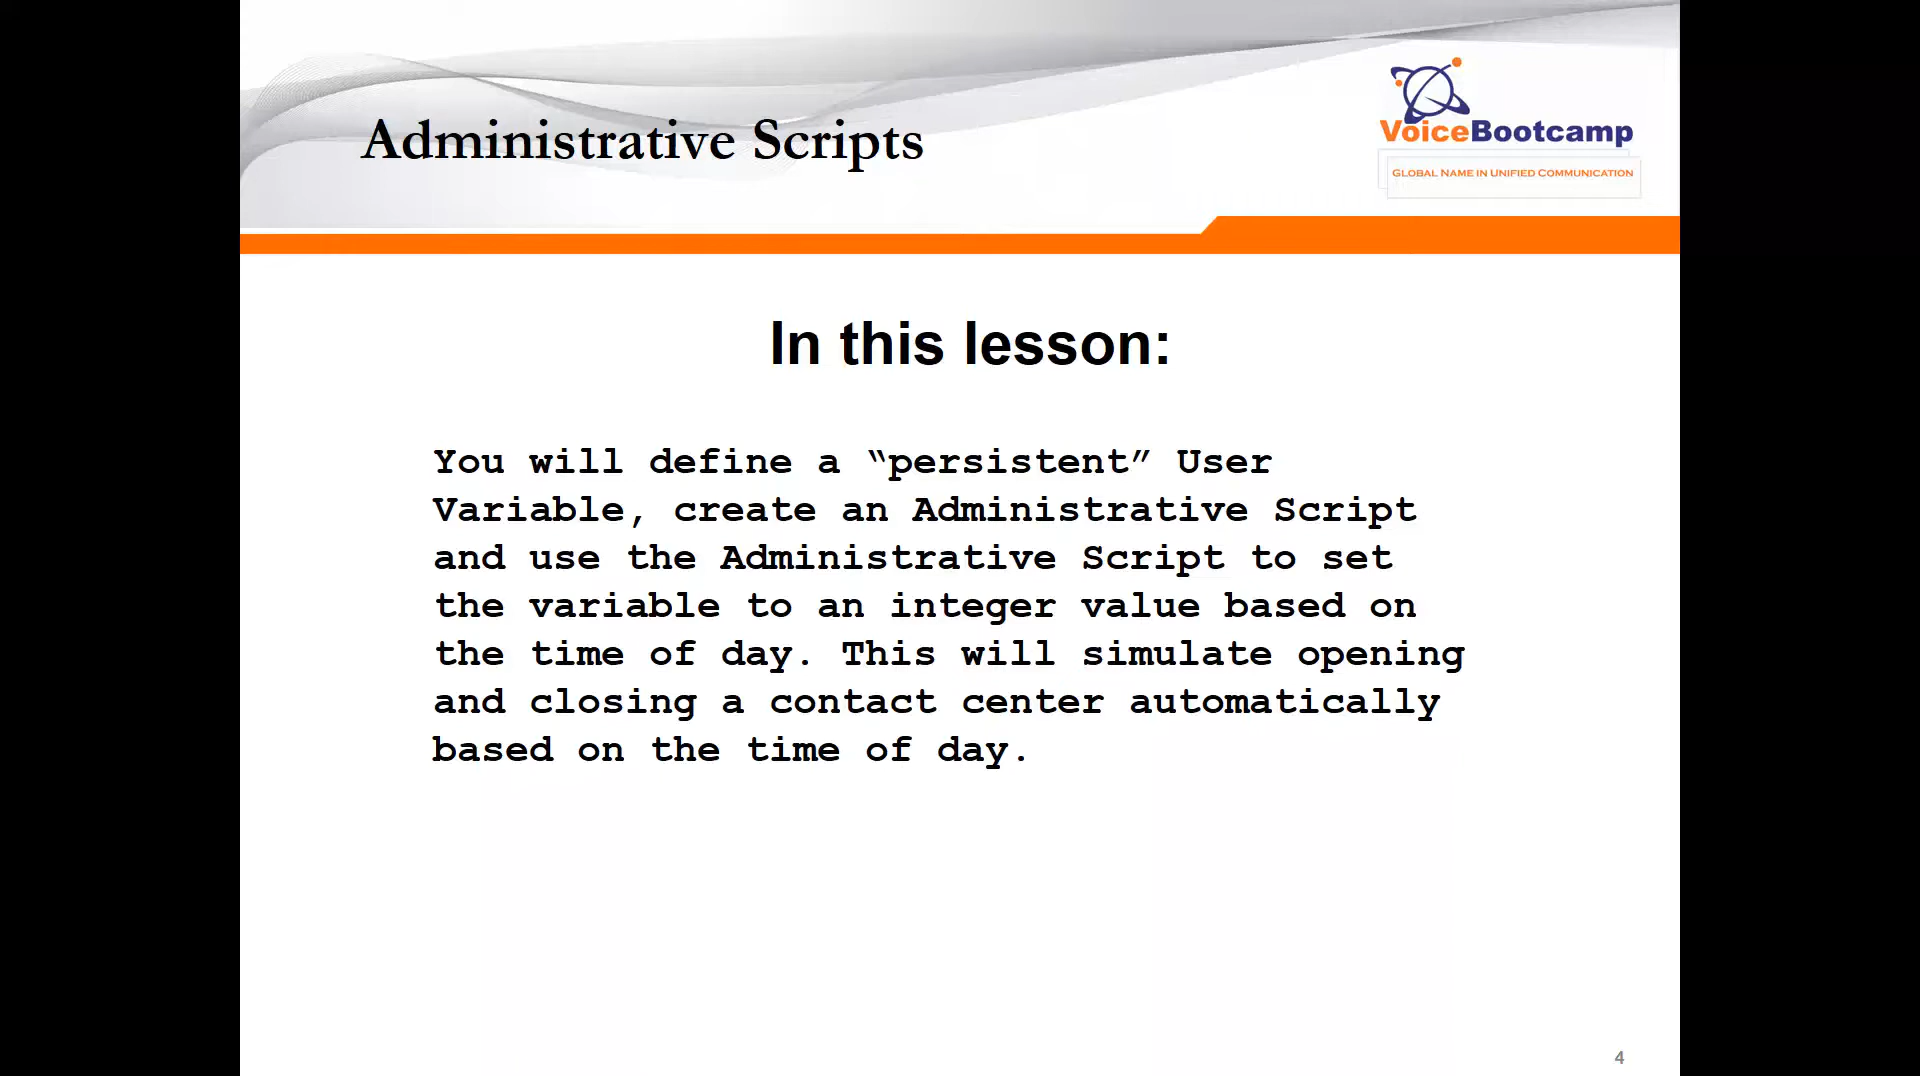 Administrative Scripts
VoiceBootcamp
GLOBAL NAME IN UNIFIED COMMUNICATION
In this lesson:
You will define a “persistent” User
Variable, create an Administrative Script
and use the Administrative Script to set
the variable to an integer value based on
the time of day. This will simulate opening
and closing a contact center automatically
based on the time of day.
4